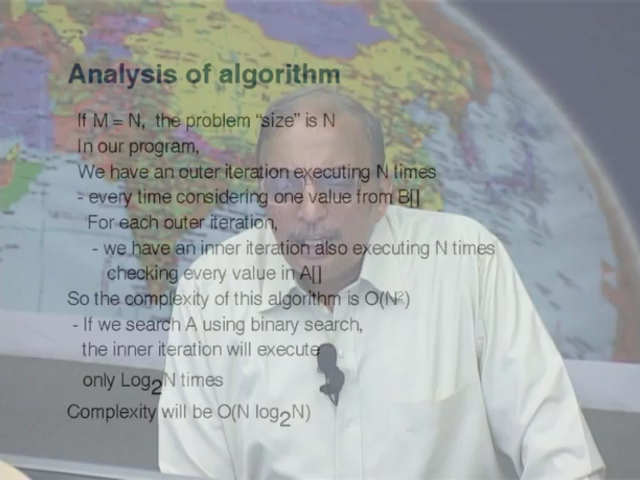 Analysis of algorithm
If M = N, the problem “size” is N
In our program,
We have an outer iteration executing N times
- every time considering one value from B[]
For each outer iteration,
- we have an inner iteration also executing N times
checking every value in A[]
So the complexity of this algorithm is O(N²)
- If we search A using binary search,
the inner iteration will execute
only Log₂N times
Complexity will be O(N log₂N)